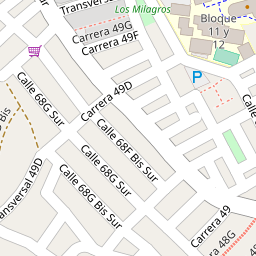 Transversal
Los Milagros
Bloque
11 y
12
Carrera 49G
Carrera 49F
P
Calle 68G Sur
Carrera 49D
Bis
Calle 68F Bis Sur
Calle 68G Sur
Transversal 49D
Calle 68G Bis Sur
Carrera 49
48G